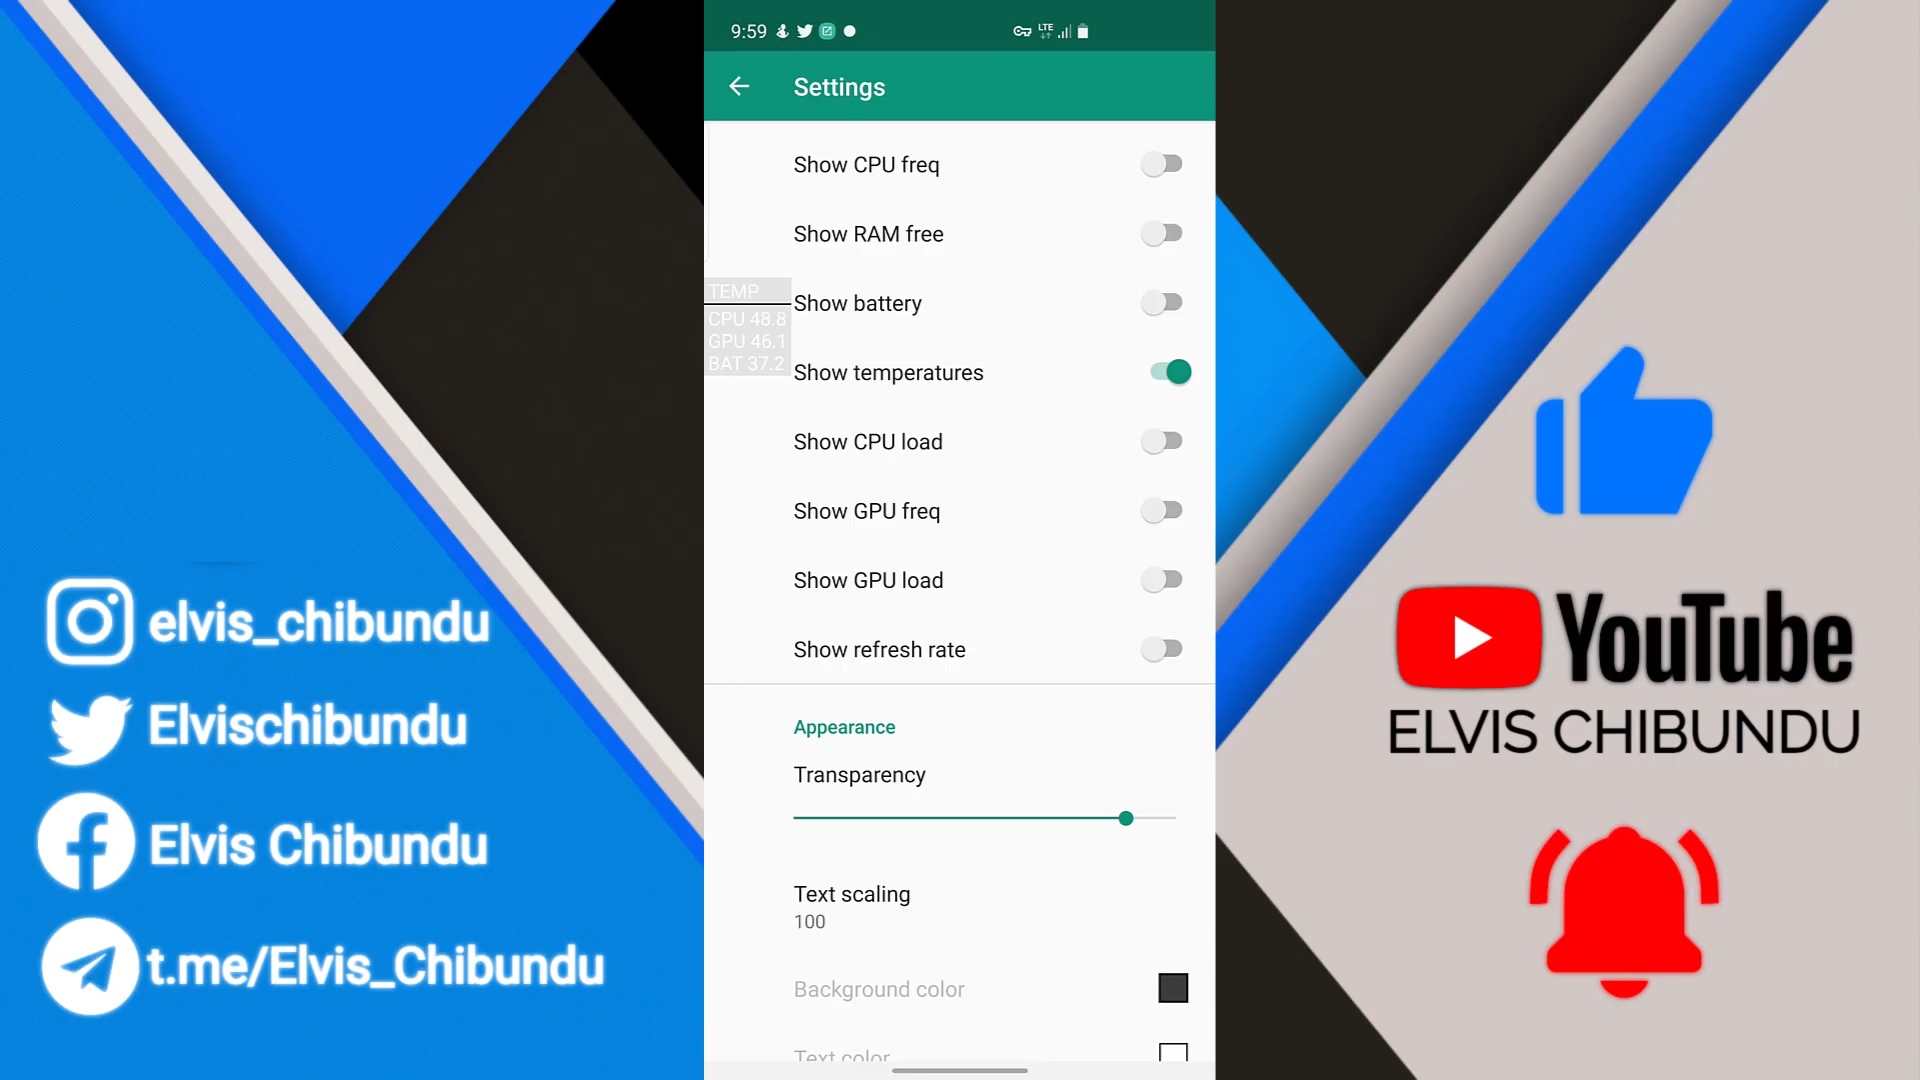 9:59
LTE
Settings
Show CPU freq
Show RAM free
TEMP
CPU 48.8
GPU 46.1
BAT 37.2
Show battery
Show temperatures
Show CPU load
Show GPU freq
Show GPU load
Show refresh rate
Appearance
Transparency
Text scaling
100
Background color
Text color
elvis_chibundu
Elvischibundu
Elvis Chibundu
t.me/Elvis_Chibundu
YouTube
ELVIS CHIBUNDU